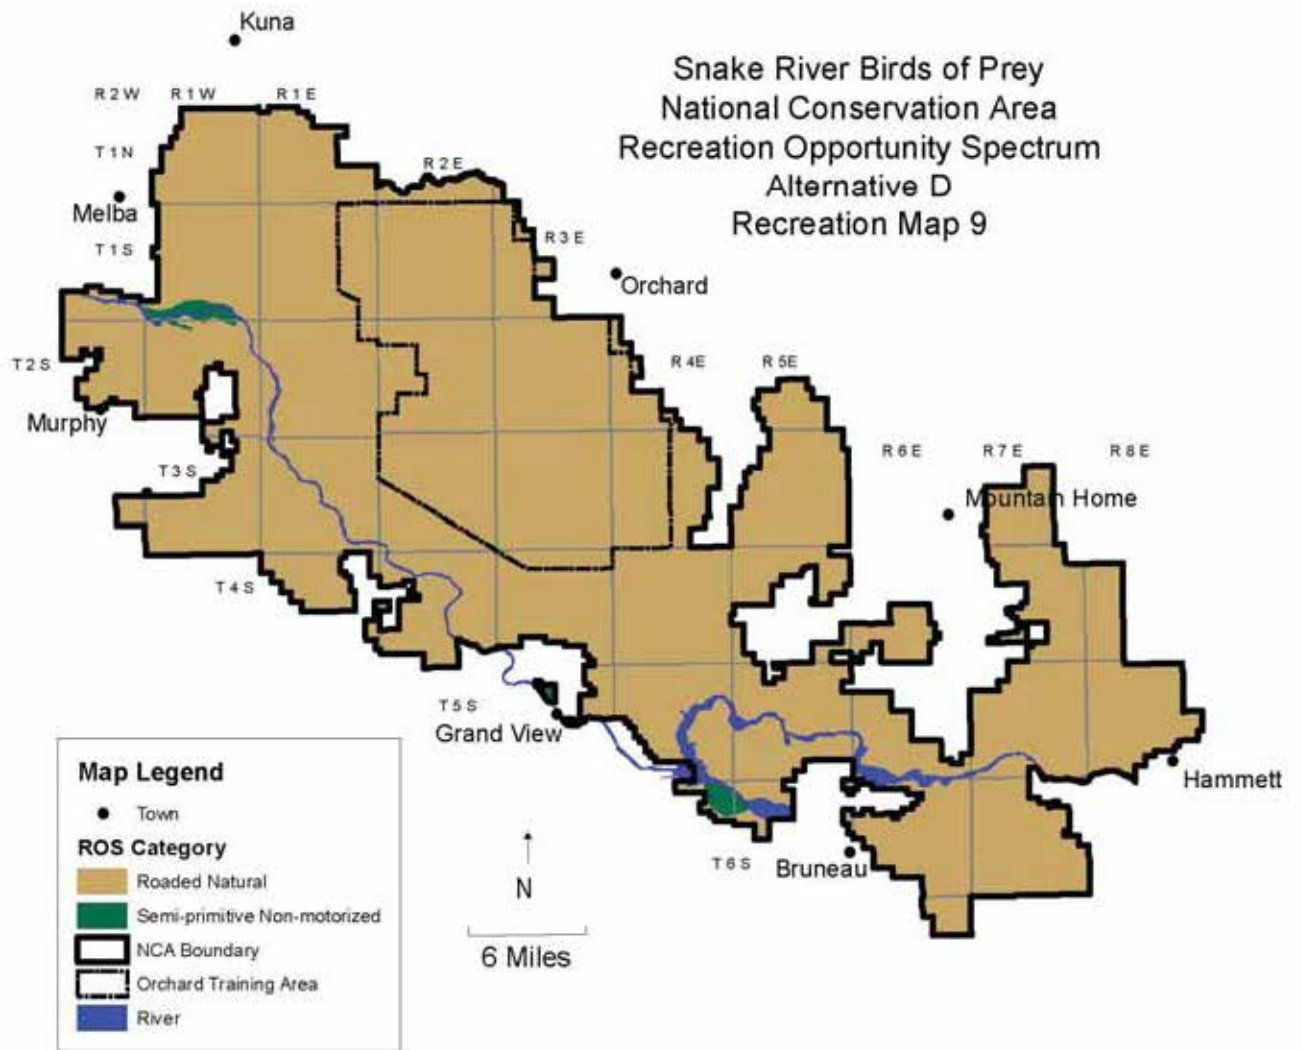 Kuna
Snake River Birds of Prey
National Conservation Area
Recreation Opportunity Spectrum
Alternative D
Recreation Map 9
R 2 W
R 1 W
R 1 E
T 1 N
R 2 E
Melba
T 1 S
R 3 E
Orchard
T 2 S
R 4E
R 5E
Murphy
R 6 E
R 7 E
R 8 E
T 3 S
Mountain Home
T 4 S
T 5 S
Grand View
Hammett
T 6 S
Bruneau
N
6 Miles
Map Legend
Town
ROS Category
Roaded Natural
Semi-primitive Non-motorized
NCA Boundary
Orchard Training Area
River